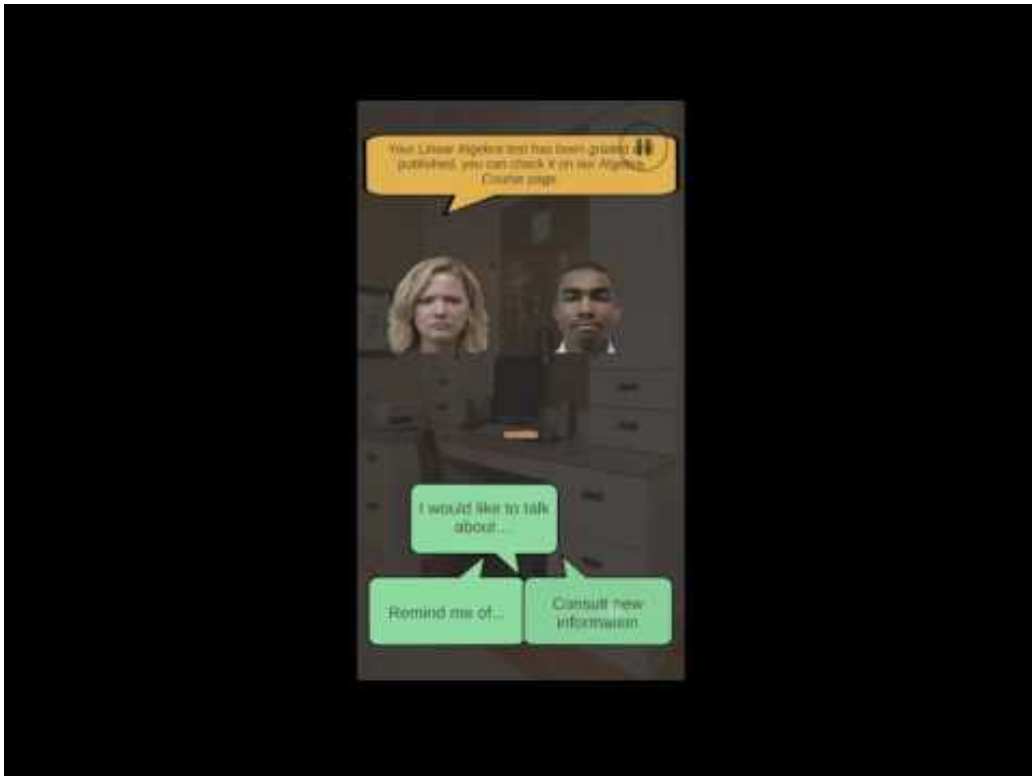 Your Linear Algebra test has been graded
published, you can check it on our Algebra
Course page.
I would like to talk
about...
Remind me of...
Consult new
information